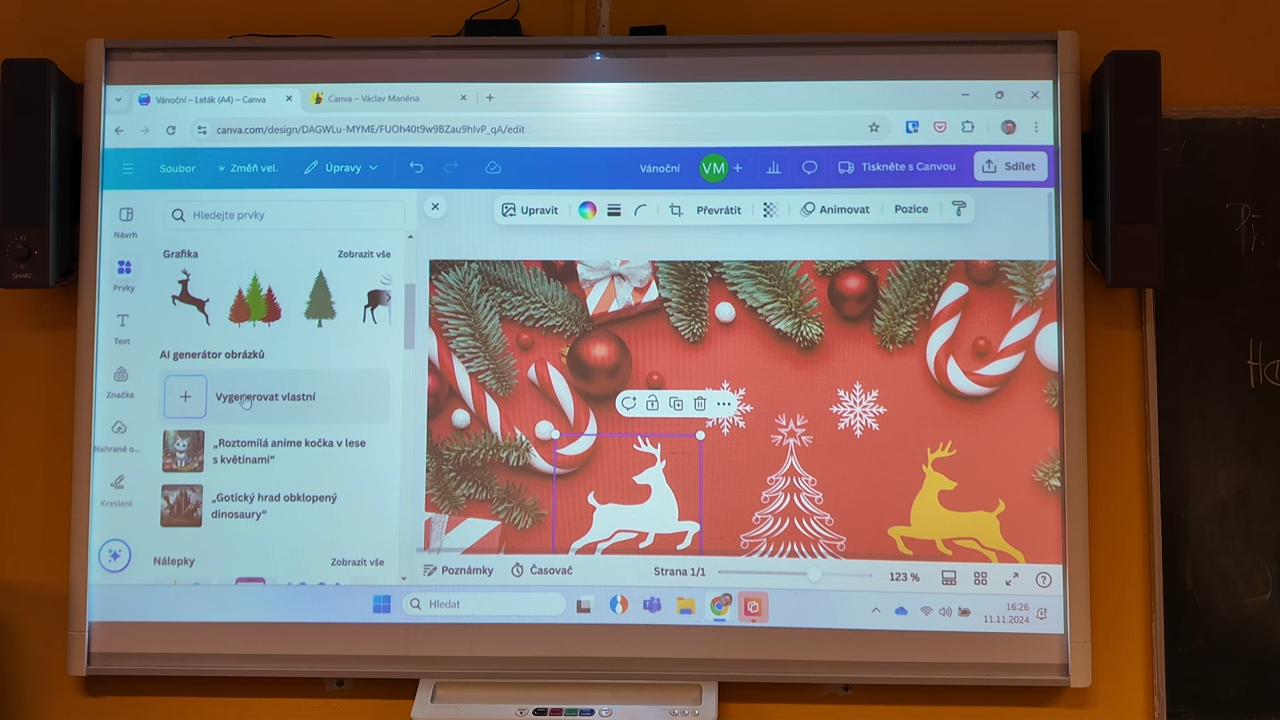 Vánoční – Leták (A4) – Canva
Canva – Václav Maněna
canva.com/design/DAGWLu-MYME/FUOh40t9w9BZau9hIvP_qA/edit
Soubor
Změň vel.
Úpravy
Vánoční
VM
Tiskněte s Canvou
Sdílet
Hledejte prvky
Upravit
Převrátit
Animovat
Pozice
Návrh
Prvky
Text
Značka
Nahrané o...
Kreslení
Grafika
Zobrazit vše
AI generátor obrázků
Vygenerovat vlastní
„Roztomilá anime kočka v lese
s květinami“
„Gotický hrad obklopený
dinosaury“
Nálepky
Zobrazit vše
Poznámky
Časovač
Strana 1/1
123 %
Hledat
16:26
11.11.2024
SMART